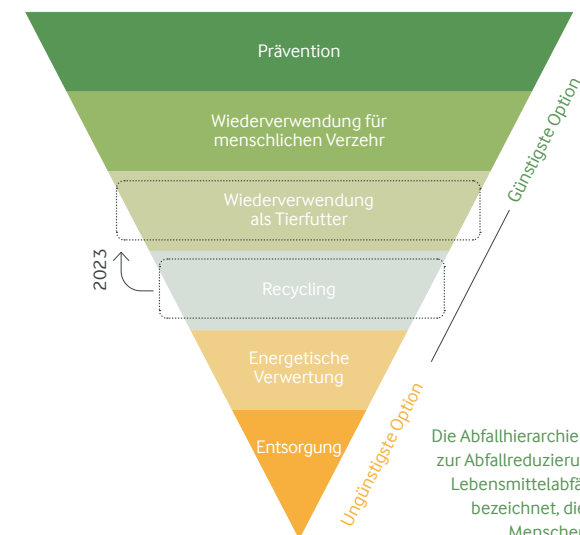 Prävention
Wiederverwendung für
menschlichen Verzehr
Wiederverwendung
als Tierfutter
Recycling
Energetische
Verwertung
Entsorgung
2023
Günstigste Option
Ungünstigste Option
Die Abfallhierarchie
zur Abfallreduzieru
Lebensmittelabfä
bezeichnet, die
Menschen